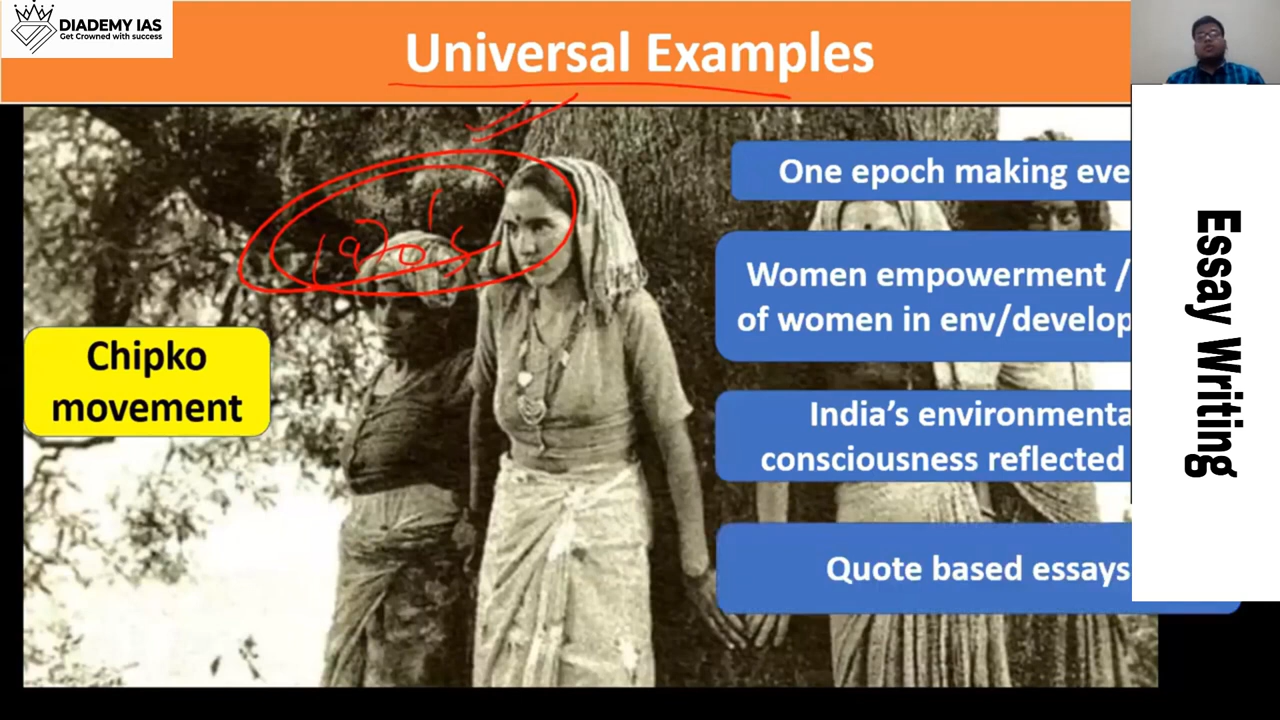 DIADEMY IAS
Get Crowned with success
Universal Examples
1970's
Chipko
movement
One epoch making eve
Women empowerment /
of women in env/develop
India's environmenta
consciousness reflected
Quote based essays
Essay Writing